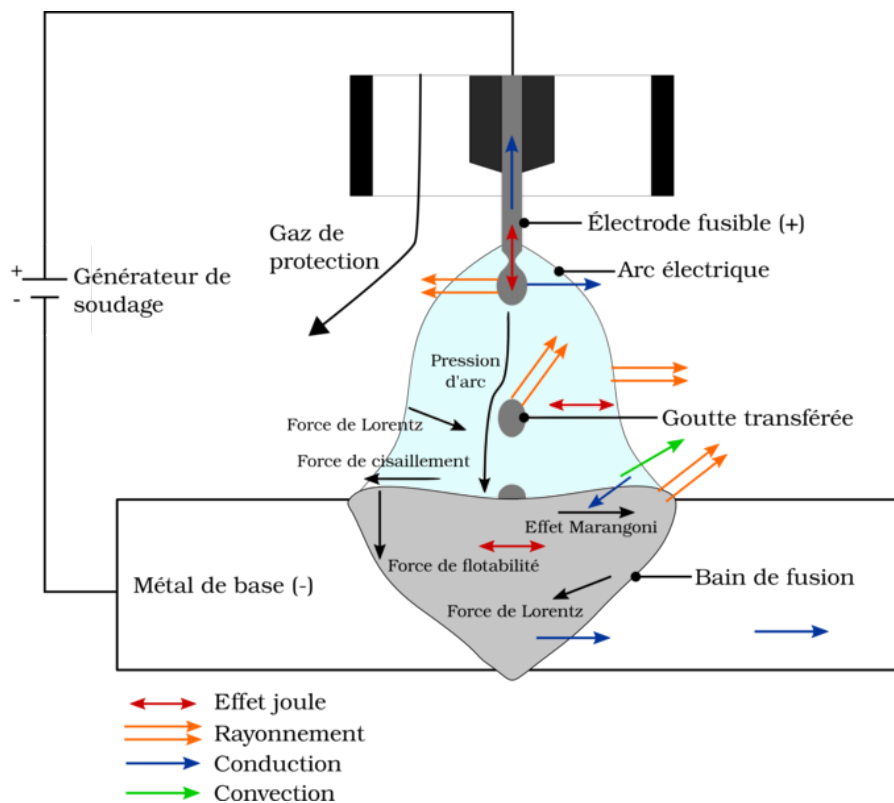 Électrode fusible (+)
Gaz de
protection
Arc électrique
+
-
Générateur de
soudage
Pression
d'arc
Force de Lorentz
Goutte transférée
Force de cisaillement
Effet Marangoni
Force de flotabilité
Métal de base (-)
Bain de fusion
Force de Lorentz
Effet joule
Rayonnement
Conduction
Convection